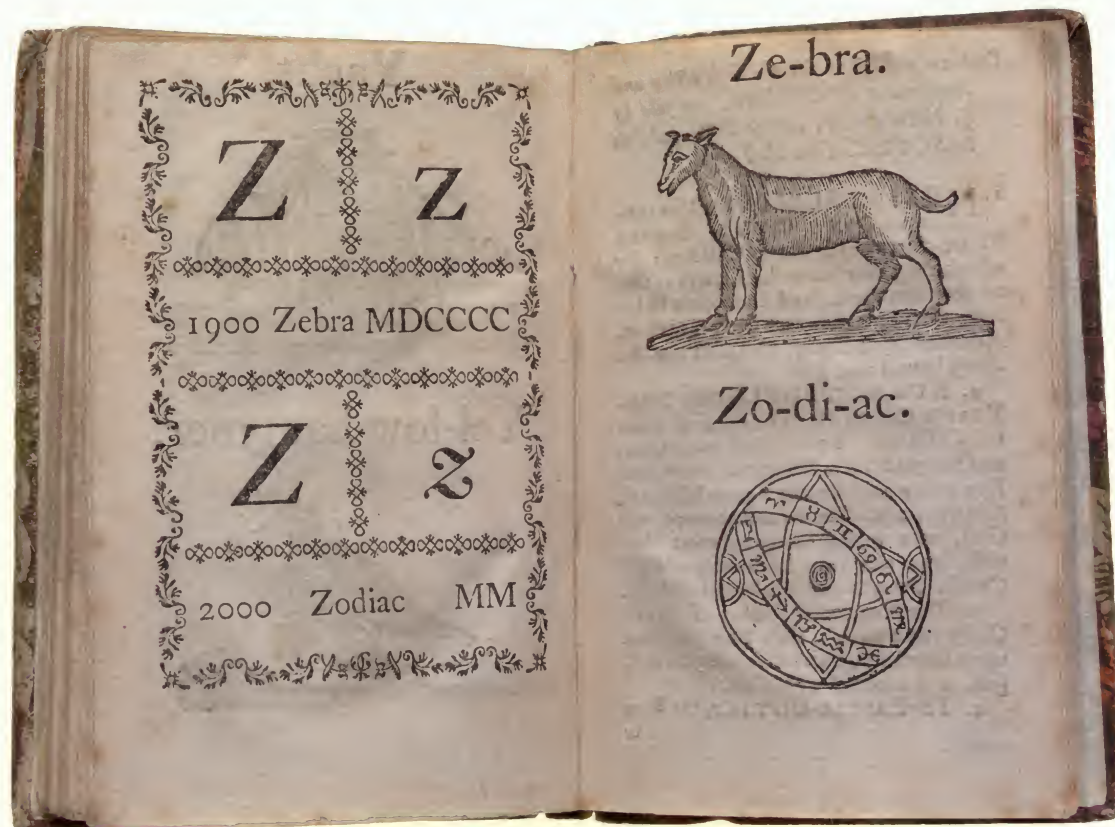 Z z
1900 Zebra MDCCCC
Z z
2000 Zodiac MM
Ze-bra.
Zo-di-ac.
♈ ♉ ♊ ♋ ♌ ♍
♎ ♏ ♐ ♑ ♒ ♓